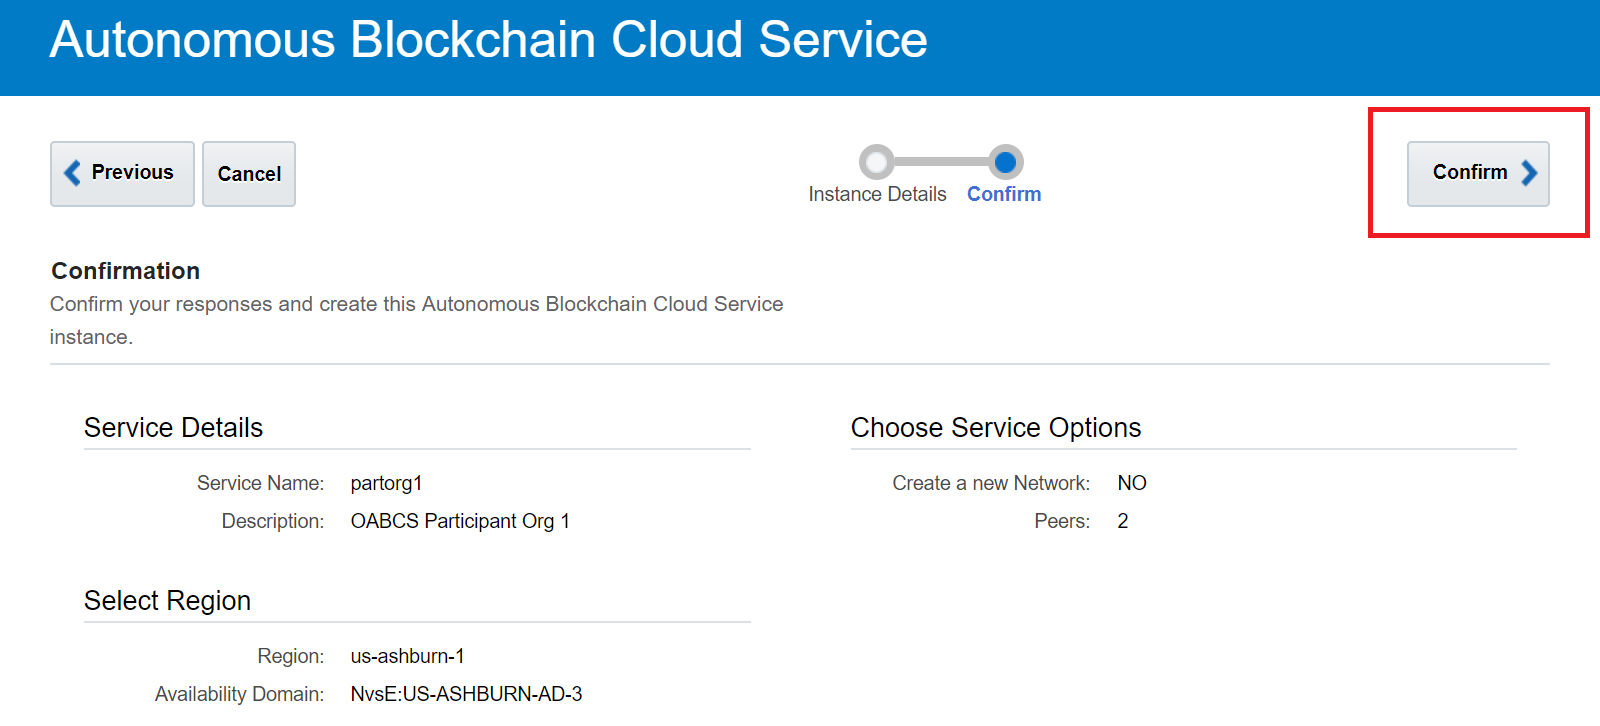 Autonomous Blockchain Cloud Service
Previous
Cancel
Instance Details
Confirm
Confirm
Confirmation
Confirm your responses and create this Autonomous Blockchain Cloud Service
instance.
Service Details
Service Name: partorg1
Description: OABCS Participant Org 1
Choose Service Options
Create a new Network: NO
Peers: 2
Select Region
Region: us-ashburn-1
Availability Domain: NvsE:US-ASHBURN-AD-3